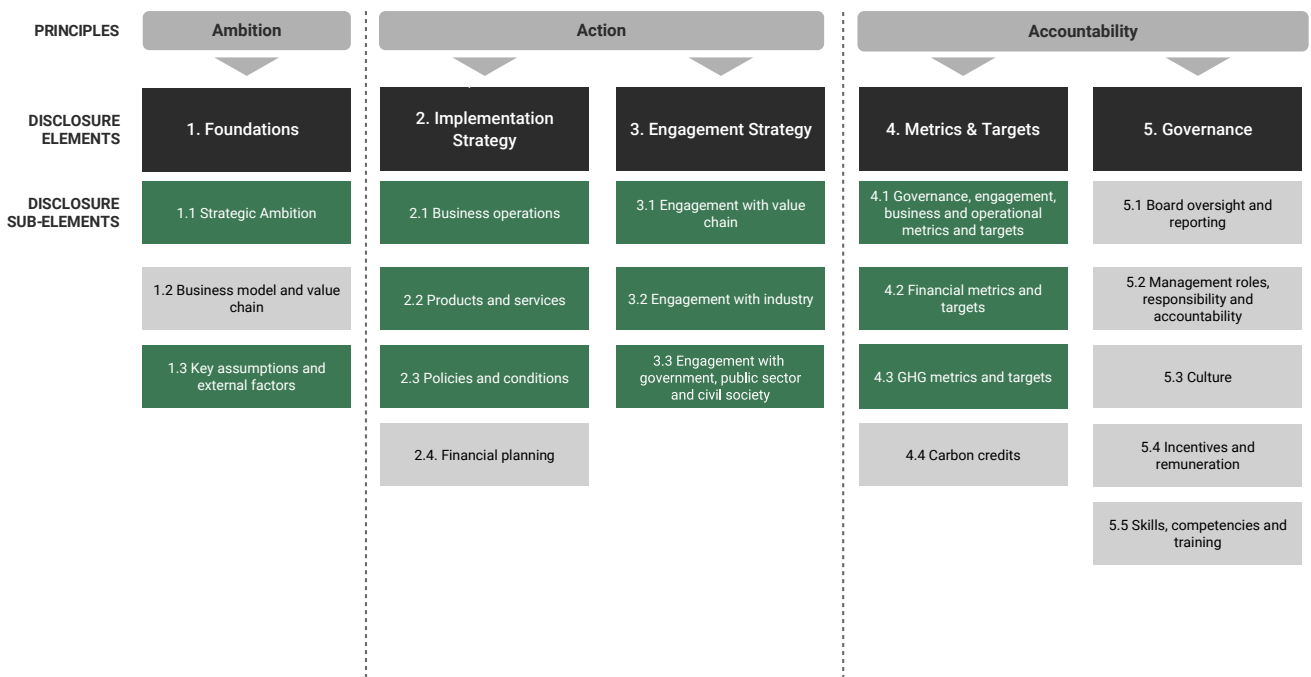 PRINCIPLES
Ambition
Action
Accountability
DISCLOSURE
ELEMENTS
1. Foundations
2. Implementation
Strategy
3. Engagement Strategy
4. Metrics & Targets
5. Governance
DISCLOSURE
SUB-ELEMENTS
1.1 Strategic Ambition
2.1 Business operations
3.1 Engagement with value
chain
4.1 Governance, engagement,
business and operational
metrics and targets
5.1 Board oversight and
reporting
1.2 Business model and value
chain
2.2 Products and services
3.2 Engagement with industry
4.2 Financial metrics and
targets
5.2 Management roles,
responsibility and
accountability
1.3 Key assumptions and
external factors
2.3 Policies and conditions
3.3 Engagement with
government, public sector
and civil society
4.3 GHG metrics and targets
5.3 Culture
2.4. Financial planning
4.4 Carbon credits
5.4 Incentives and
remuneration
5.5 Skills, competencies and
training